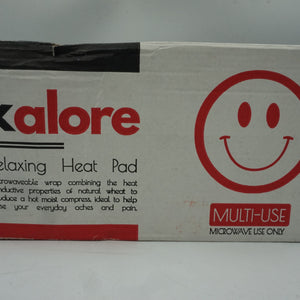 kalore
elaxing Heat Pad
icrowaveable wrap combining the heat
nductive properties of natural wheat to
oduce a hot moist compress, ideal to help
se your everyday aches and pain.
MULTI-USE
MICROWAVE USE ONLY